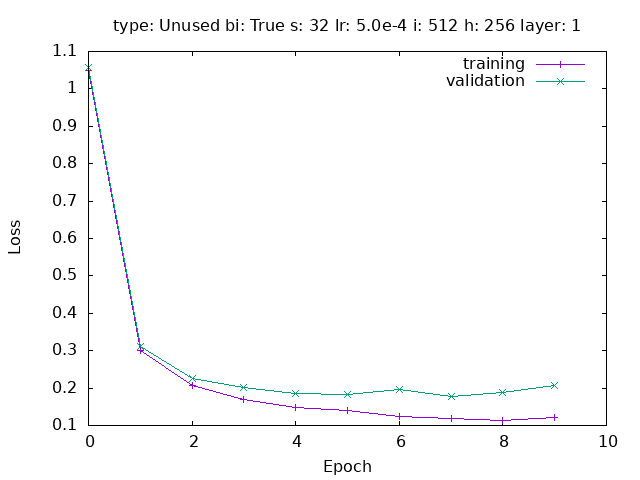 type: Unused bi: True s: 32 lr: 5.0e-4 i: 512 h: 256 layer: 1
training
validation
1.1
1
0.9
0.8
0.7
0.6
0.5
0.4
0.3
0.2
0.1
Loss
0 2 4 6 8 10
Epoch